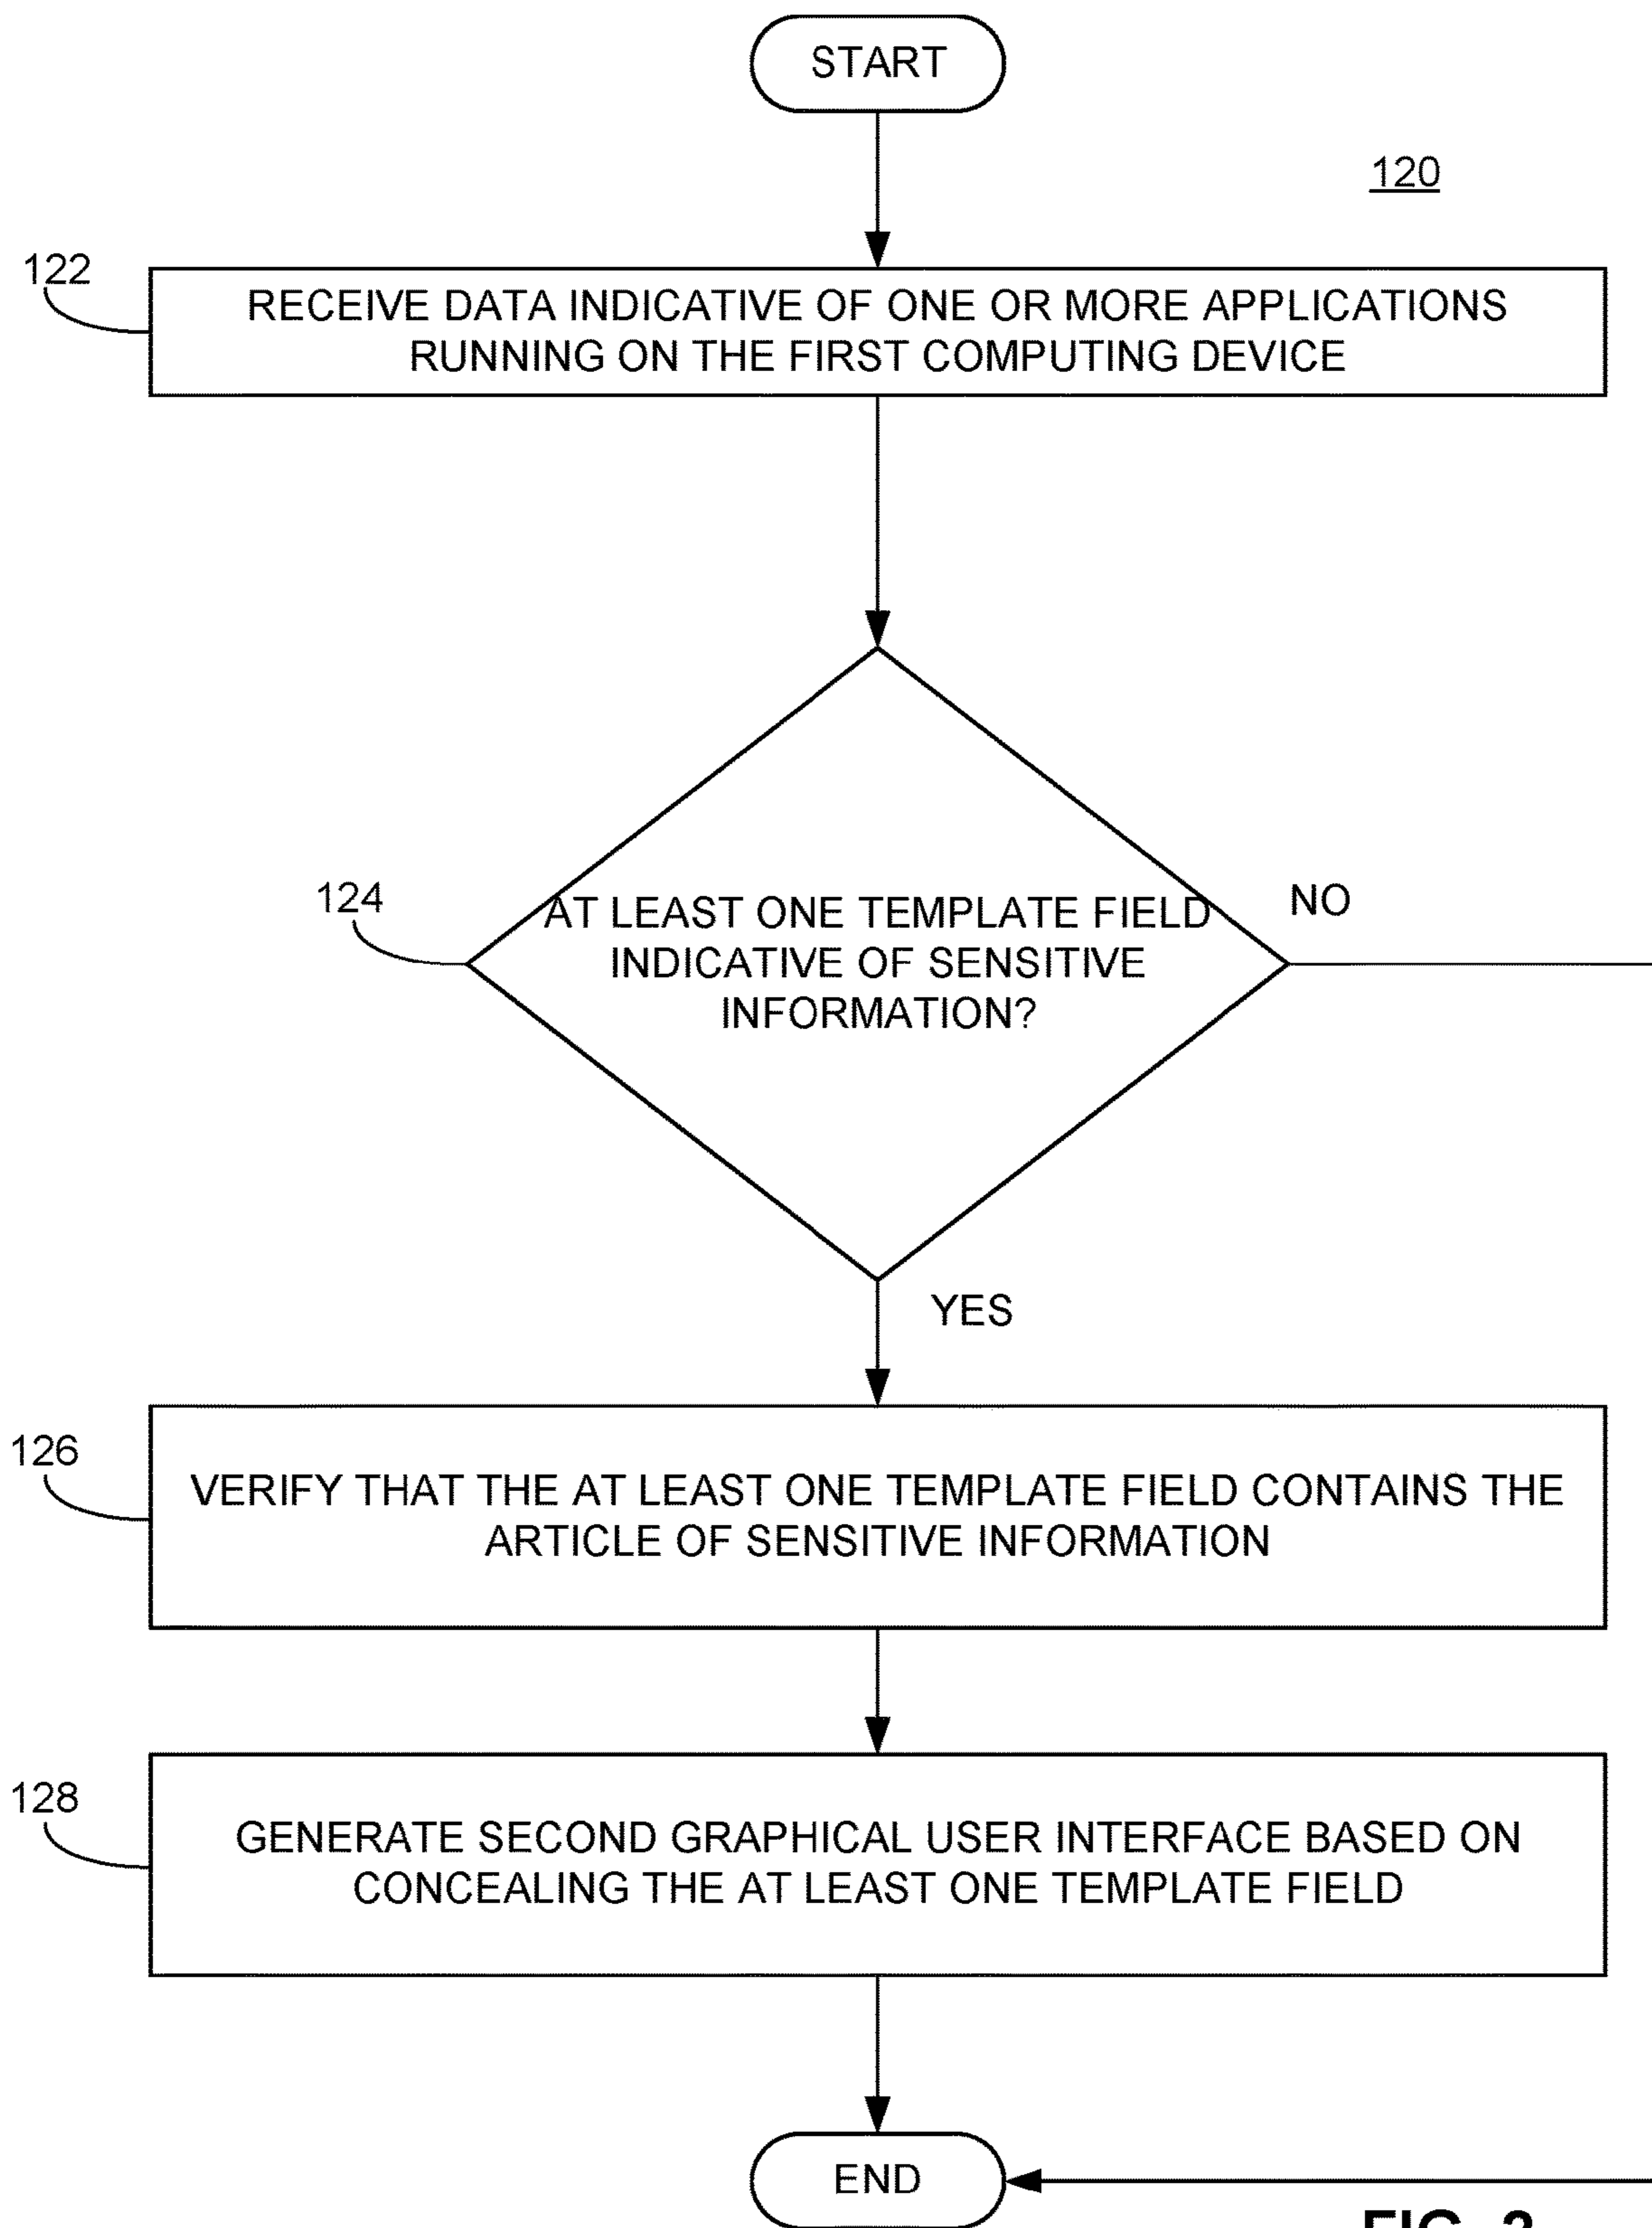 START
120
122
RECEIVE DATA INDICATIVE OF ONE OR MORE APPLICATIONS
RUNNING ON THE FIRST COMPUTING DEVICE
124
AT LEAST ONE TEMPLATE FIELD
INDICATIVE OF SENSITIVE
INFORMATION?
NO
YES
126
VERIFY THAT THE AT LEAST ONE TEMPLATE FIELD CONTAINS THE
ARTICLE OF SENSITIVE INFORMATION
128
GENERATE SECOND GRAPHICAL USER INTERFACE BASED ON
CONCEALING THE AT LEAST ONE TEMPLATE FIELD
END
FIG.